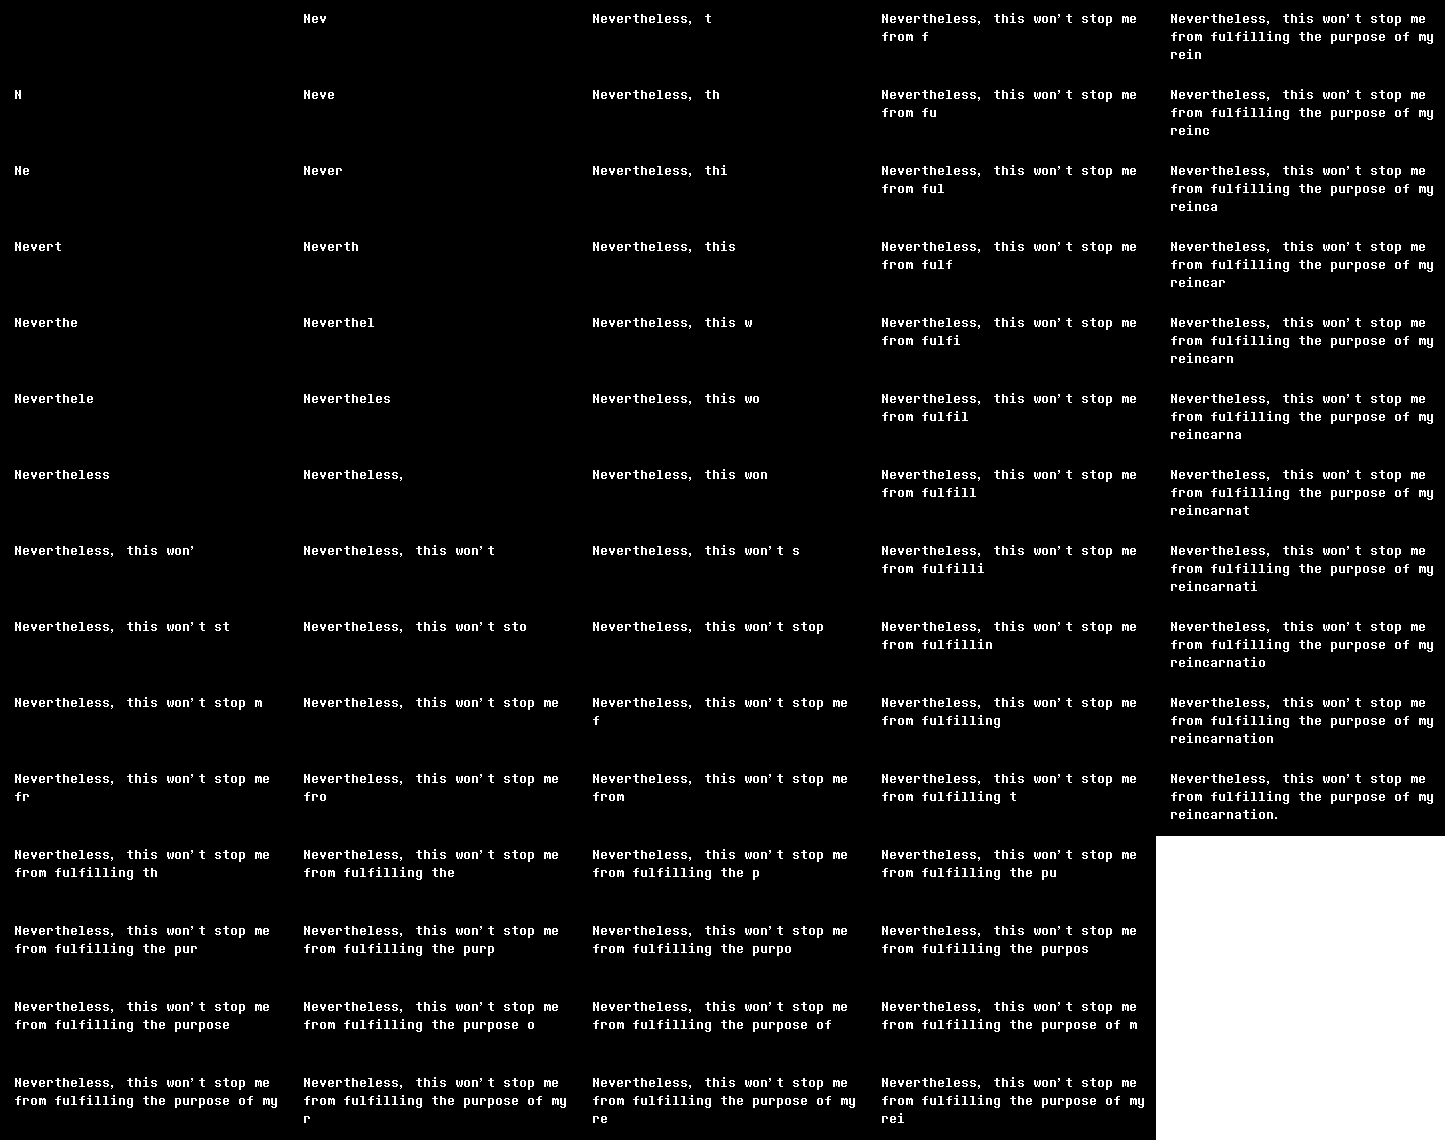 Nev
Nevertheless, t
Nevertheless, this won't stop me
from f
Nevertheless, this won't stop me
from fulfilling the purpose of my
rein
N
Neve
Nevertheless, th
Nevertheless, this won't stop me
from fu
Nevertheless, this won't stop me
from fulfilling the purpose of my
reinc
Ne
Never
Nevertheless, thi
Nevertheless, this won't stop me
from ful
Nevertheless, this won't stop me
from fulfilling the purpose of my
reinca
Nevert
Neverth
Nevertheless, this
Nevertheless, this won't stop me
from fulf
Nevertheless, this won't stop me
from fulfilling the purpose of my
reincar
Neverthe
Neverthel
Nevertheless, this w
Nevertheless, this won't stop me
from fulfi
Nevertheless, this won't stop me
from fulfilling the purpose of my
reincarn
Neverthele
Nevertheles
Nevertheless, this wo
Nevertheless, this won't stop me
from fulfil
Nevertheless, this won't stop me
from fulfilling the purpose of my
reincarna
Nevertheless
Nevertheless,
Nevertheless, this won
Nevertheless, this won't stop me
from fulfill
Nevertheless, this won't stop me
from fulfilling the purpose of my
reincarnat
Nevertheless, this won'
Nevertheless, this won't
Nevertheless, this won't s
Nevertheless, this won't stop me
from fulfilli
Nevertheless, this won't stop me
from fulfilling the purpose of my
reincarnati
Nevertheless, this won't st
Nevertheless, this won't sto
Nevertheless, this won't stop
Nevertheless, this won't stop me
from fulfillin
Nevertheless, this won't stop me
from fulfilling the purpose of my
reincarnatio
Nevertheless, this won't stop m
Nevertheless, this won't stop me
Nevertheless, this won't stop me
f
Nevertheless, this won't stop me
from fulfilling
Nevertheless, this won't stop me
from fulfilling the purpose of my
reincarnation
Nevertheless, this won't stop me
fr
Nevertheless, this won't stop me
fro
Nevertheless, this won't stop me
from
Nevertheless, this won't stop me
from fulfilling t
Nevertheless, this won't stop me
from fulfilling the purpose of my
reincarnation.
Nevertheless, this won't stop me
from fulfilling th
Nevertheless, this won't stop me
from fulfilling the
Nevertheless, this won't stop me
from fulfilling the p
Nevertheless, this won't stop me
from fulfilling the pu
Nevertheless, this won't stop me
from fulfilling the pur
Nevertheless, this won't stop me
from fulfilling the purp
Nevertheless, this won't stop me
from fulfilling the purpo
Nevertheless, this won't stop me
from fulfilling the purpos
Nevertheless, this won't stop me
from fulfilling the purpose
Nevertheless, this won't stop me
from fulfilling the purpose o
Nevertheless, this won't stop me
from fulfilling the purpose of
Nevertheless, this won't stop me
from fulfilling the purpose of m
Nevertheless, this won't stop me
from fulfilling the purpose of my
Nevertheless, this won't stop me
from fulfilling the purpose of my
r
Nevertheless, this won't stop me
from fulfilling the purpose of my
re
Nevertheless, this won't stop me
from fulfilling the purpose of my
rei